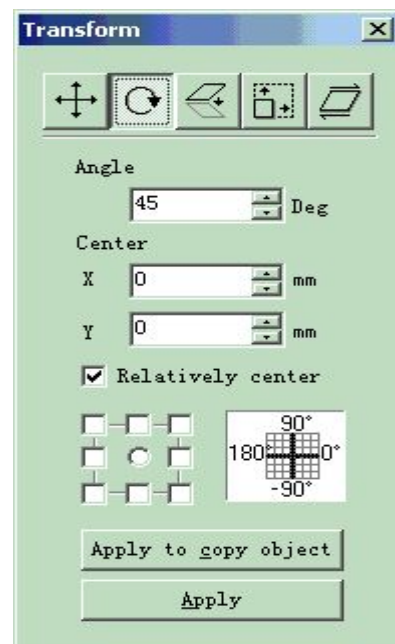 Transform
Angle
45 Deg
Center
X 0 mm
Y 0 mm
Relatively center
90°
180° 0°
-90°
Apply to copy object
Apply